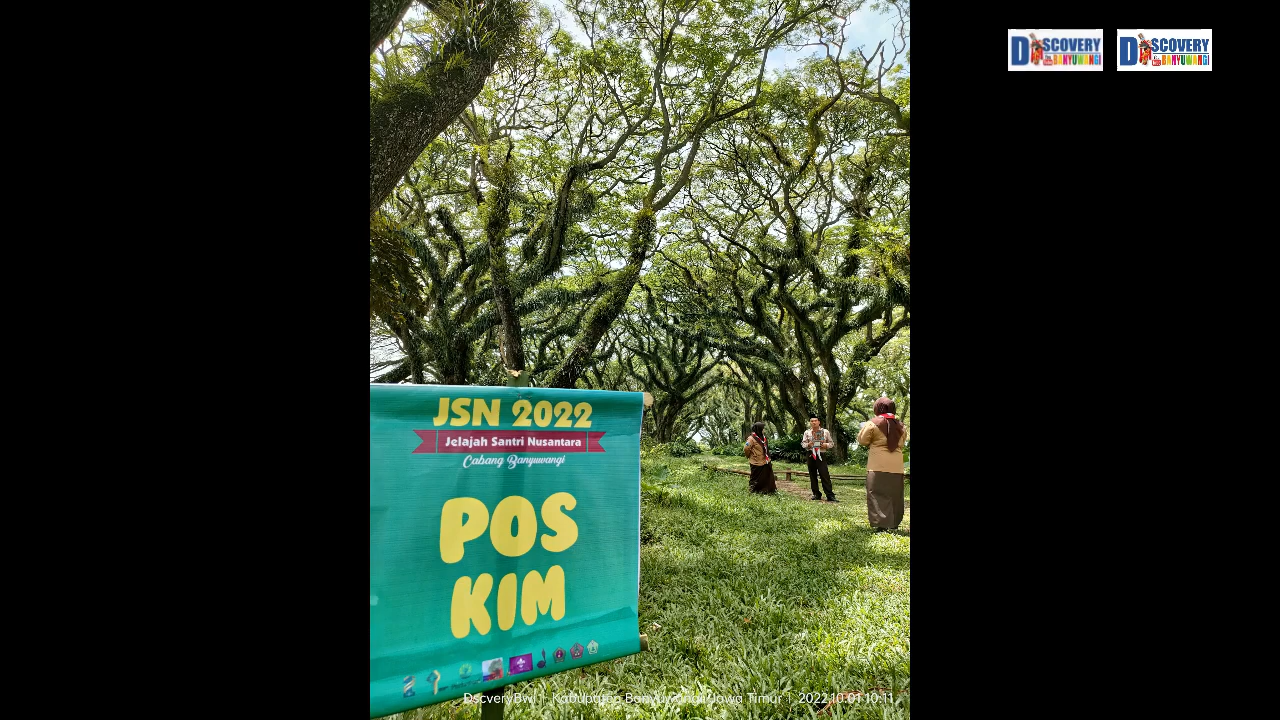 DISCOVERY
BANYUWANGI
DISCOVERY
BANYUWANGI
JSN 2022
Jelajah Santri Nusantara
Cabang Banyuwangi
POS
KIM
DscveryBwi | Kabupaten Banyuwangi Jawa Timur | 2022.10.01 10:11